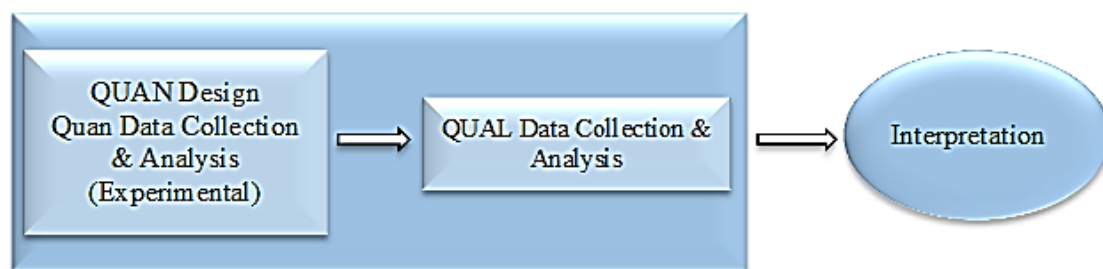 QUAN Design
Quan Data Collection
& Analysis
(Experimental)
QUAL Data Collection &
Analysis
Interpretation